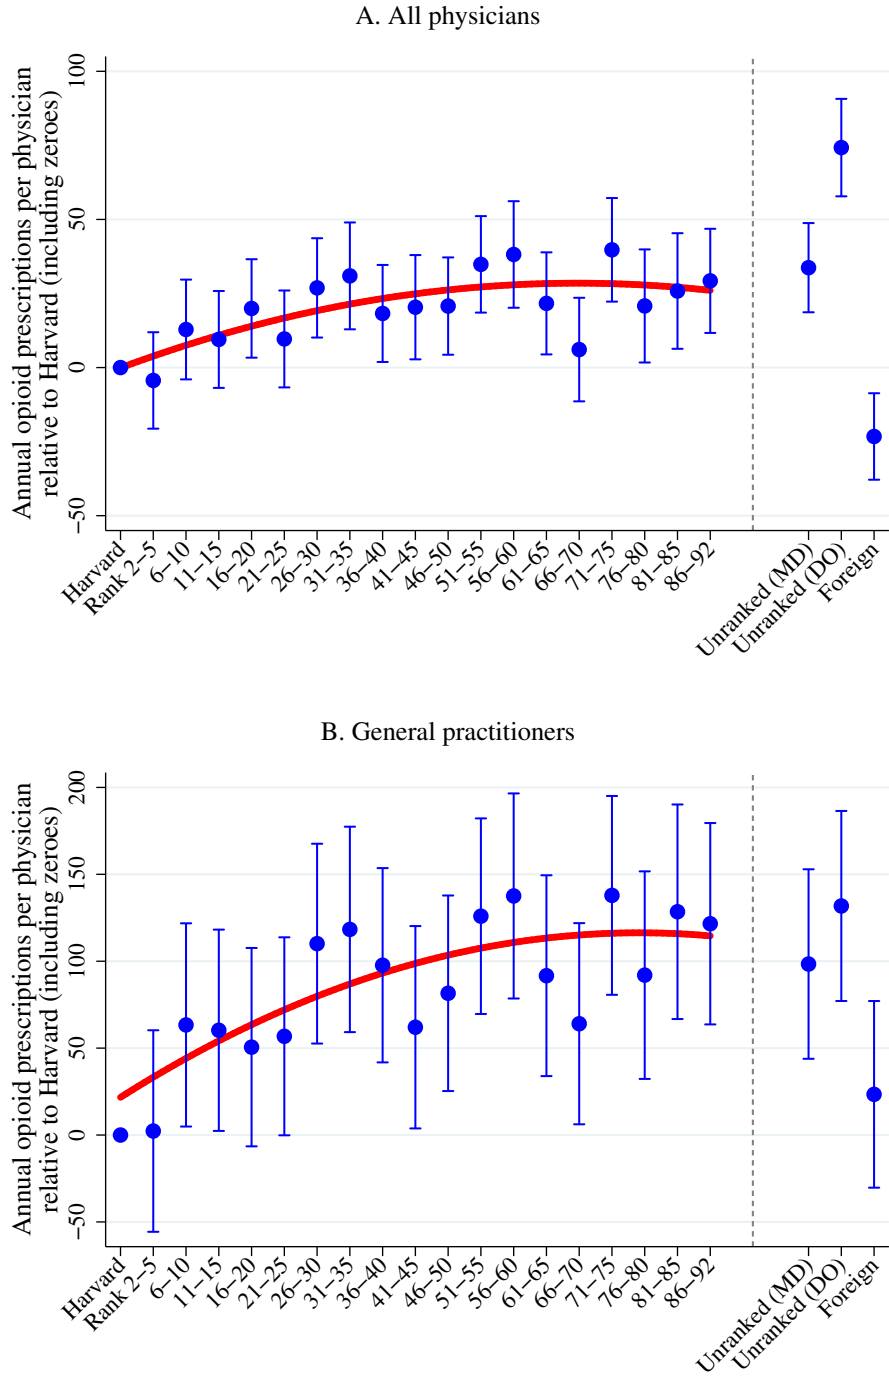 A. All physicians
Annual opioid prescriptions per physician
relative to Harvard (including zeroes)
100
50
0
−50
Harvard
Rank 2–5
6–10
11–15
16–20
21–25
26–30
31–35
36–40
41–45
46–50
51–55
56–60
61–65
66–70
71–75
76–80
81–85
86–92
Unranked (MD)
Unranked (DO)
Foreign
B. General practitioners
Annual opioid prescriptions per physician
relative to Harvard (including zeroes)
200
150
100
50
0
−50
Harvard
Rank 2–5
6–10
11–15
16–20
21–25
26–30
31–35
36–40
41–45
46–50
51–55
56–60
61–65
66–70
71–75
76–80
81–85
86–92
Unranked (MD)
Unranked (DO)
Foreign